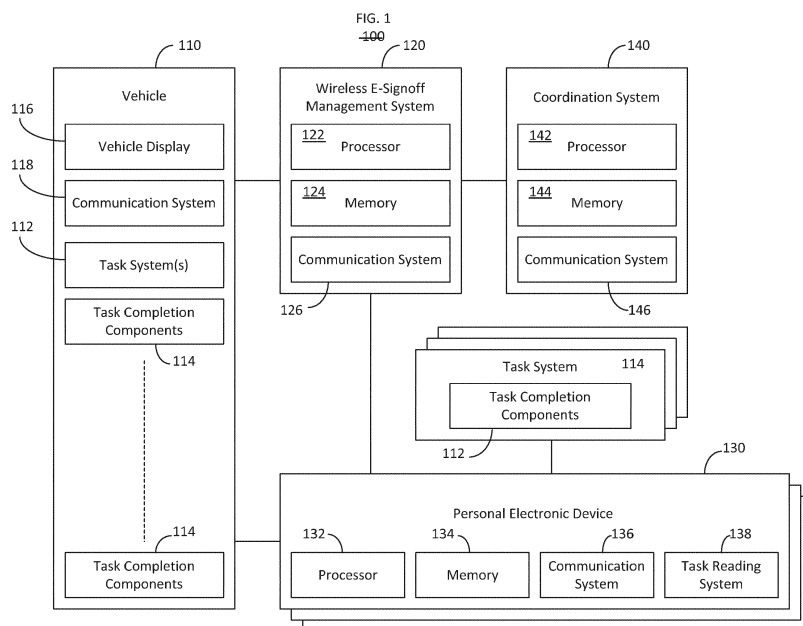 FIG. 1
100
110
120
140
Vehicle
Wireless E-Signoff
Management System
Coordination System
116
Vehicle Display
122
Processor
142
Processor
118
Communication System
124
Memory
144
Memory
112
Task System(s)
Communication System
Communication System
126
146
Task Completion
Components
114
Task System
114
Task Completion
Components
112
130
Personal Electronic Device
114
132
134
136
138
Task Completion
Components
Processor
Memory
Communication
System
Task Reading
System